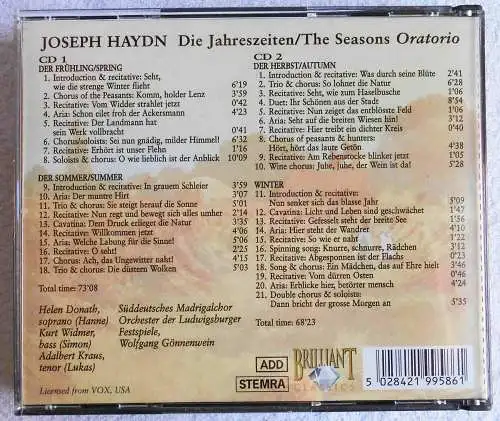 JOSEPH HAYDN Die Jahreszeiten/The Seasons Oratorio
CD 1
DER FRÜHLING/SPRING
1. Introduction & recitative: Seht,
wie die strenge Winter flieht 6'19
2. Chorus of the Peasants: Komm, holder Lenz 3'59
3. Recitative: Vom Widder strahlet jetzt 0'32
4. Aria: Schon eilet froh der Ackersmann 4'23
5. Recitative: Der Landmann hat
sein Werk vollbracht 0'41
6. Chorus/soloists: Sei nun gnädig, milder Himmel! 6'32
7. Recitative: Erhört ist unser Flehn 1'06
8. Soloists & chorus: O wie lieblich ist der Anblick 10'09
DER SOMMER/SUMMER
9. Introduction & recitative: In grauem Schleier 3'59
10. Aria: Der muntre Hirt 3'07
11. Trio & chorus: Sie steigt herauf die Sonne 5'01
12. Recitative: Nun regt und bewegt sich alles umher 2'14
13. Cavatina: Dem Druck erlieget die Natur 5'01
14. Recitative: Willkommen jetzt 4'06
15. Aria: Welche Labung für die Sinne! 5'51
16. Recitative: O seht! 2'25
17. Chorus: Ach, das Ungewitter naht! 4'15
18. Trio & chorus: Die düstern Wolken 5'03
Total time: 73'08
Helen Donath,
soprano (Hanne)
Kurt Widmer,
bass (Simon)
Adalbert Kraus,
tenor (Lukas)
Süddeutsches Madrigalchor
Orchester der Ludwigsburger
Festspiele,
Wolfgang Gönnenwein
Licensed from VOX, USA
CD 2
DER HERBST/AUTUMN
1. Introduction & recitative: Was durch seine Blüte 2'41
2. Trio & chorus: So lohnet die Natur 6'28
3. Recitative: Seht, wie zum Haselbusche 1'06
4. Duet: Ihr Schönen aus der Stadt 8'54
5. Recitative: Nun zeiget das entblösste Feld 1'06
6. Aria: Seht auf die breiten Wiesen hin! 3'51
7. Recitative: Hier treibt ein dichter Kreis 0'40
8. Chorus of peasants & hunters:
Hört, hört das laute Getön 4'38
9. Recitative: Am Rebenstocke blinket jetzt 1'05
10. Wine chorus: Juhe, juhe, der Wein ist da! 5'28
WINTER
11. Introduction & recitative:
Nun senket sich das blasse Jahr 5'09
12. Cavatina: Licht und Leben sind geschwächet 1'47
13. Recitative: Gefesselt steht der breite See 1'56
14. Aria: Hier steht der Wandrer 4'10
15. Recitative: So wie er naht 1'22
16. Spinning song: Knurre, schnurre, Rädchen 3'12
17. Recitative: Abgesponnen ist der Flachs 0'23
18. Song & chorus: Ein Mädchen, das auf Ehre hielt 3'46
19. Recitative: Vom dürren Osten 0'46
20. Aria: Erblicke hier, betörter mensch 4'24
21. Double chorus & soloists:
Dann bricht der grosse Morgen an 5'35
Total time: 68'23
ADD
STEMRA
BRILLIANT
CLASSICS
5 028421 995861